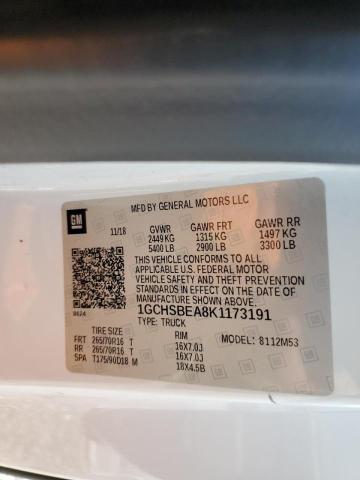 GM
MFD BY GENERAL MOTORS LLC
11/18
GVWR GAWR FRT GAWR RR
2449 KG 1315 KG 1497 KG
5400 LB 2900 LB 3300 LB
THIS VEHICLE CONFORMS TO ALL
APPLICABLE U.S. FEDERAL MOTOR
VEHICLE SAFETY AND THEFT PREVENTION
STANDARDS IN EFFECT ON THE DATE OF
MANUFACTURE SHOWN ABOVE.
1GCHSBEA8K1173191
TYPE: TRUCK
TIRE SIZE RIM MODEL: 8112M53
FRT 265/70R16 T 16X7.0J
RR 265/70R16 T 16X7.0J
SPA T175/90D18 M 18X4.5B